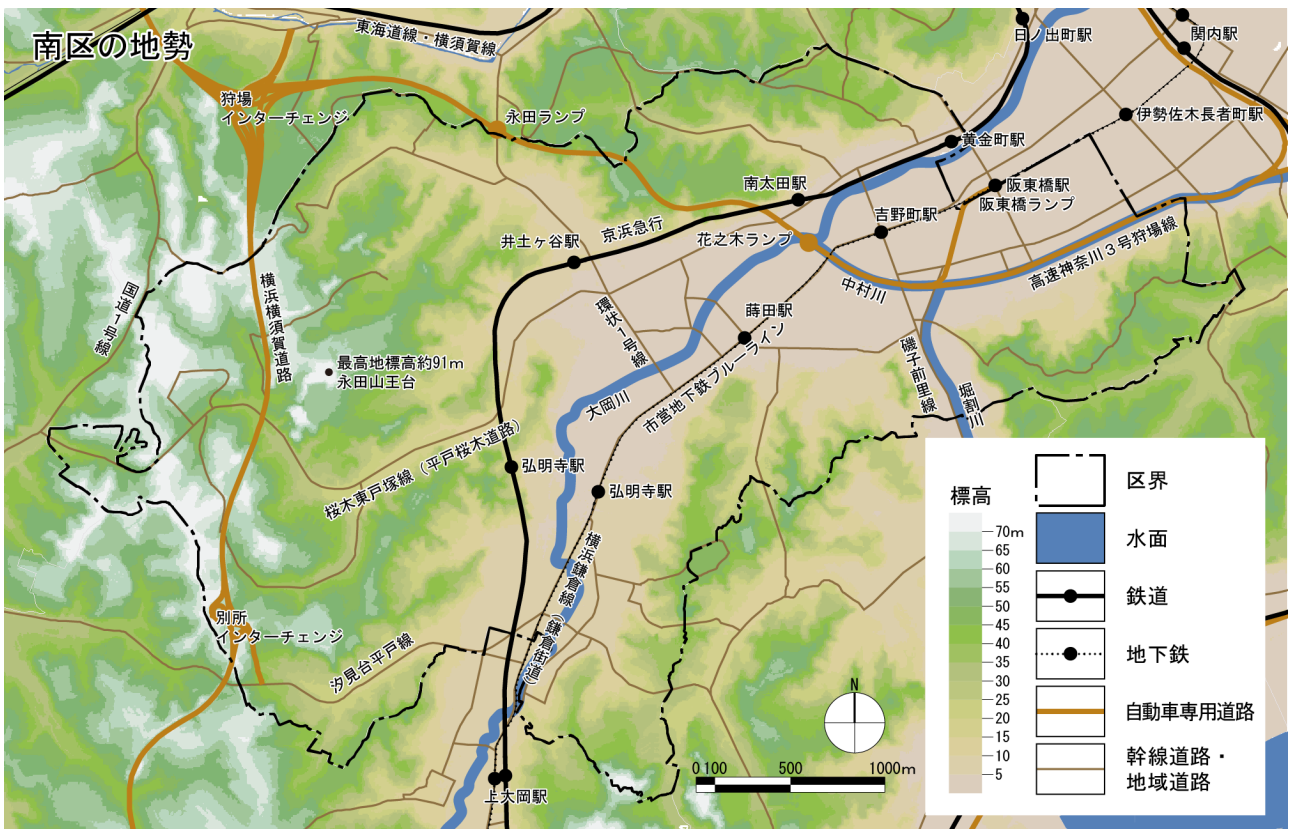 南区の地勢
東海道線・横須賀線
日ノ出町駅
関内駅
狩場
インターチェンジ
永田ランプ
伊勢佐木長者町駅
黄金町駅
南太田駅
阪東橋駅
阪東橋ランプ
吉野町駅
京浜急行
井土ヶ谷駅
花之木ランプ
高速神奈川3号狩場線
中村川
国道1号線
横浜横須賀道路
環状1号線
蒔田駅
最高地標高約91m
永田山王台
磯子前里線
堀割川
大岡川
市営地下鉄ブルーライン
桜木東戸塚線（平戸桜木道路）
弘明寺駅
弘明寺駅
横浜鎌倉線（鎌倉街道）
別所
インターチェンジ
汐見台平戸線
上大岡駅
N
0 100 500 1000m
標高
70m
65
60
55
50
45
40
35
30
25
20
15
10
5
区界
水面
鉄道
地下鉄
自動車専用道路
幹線道路・
地域道路